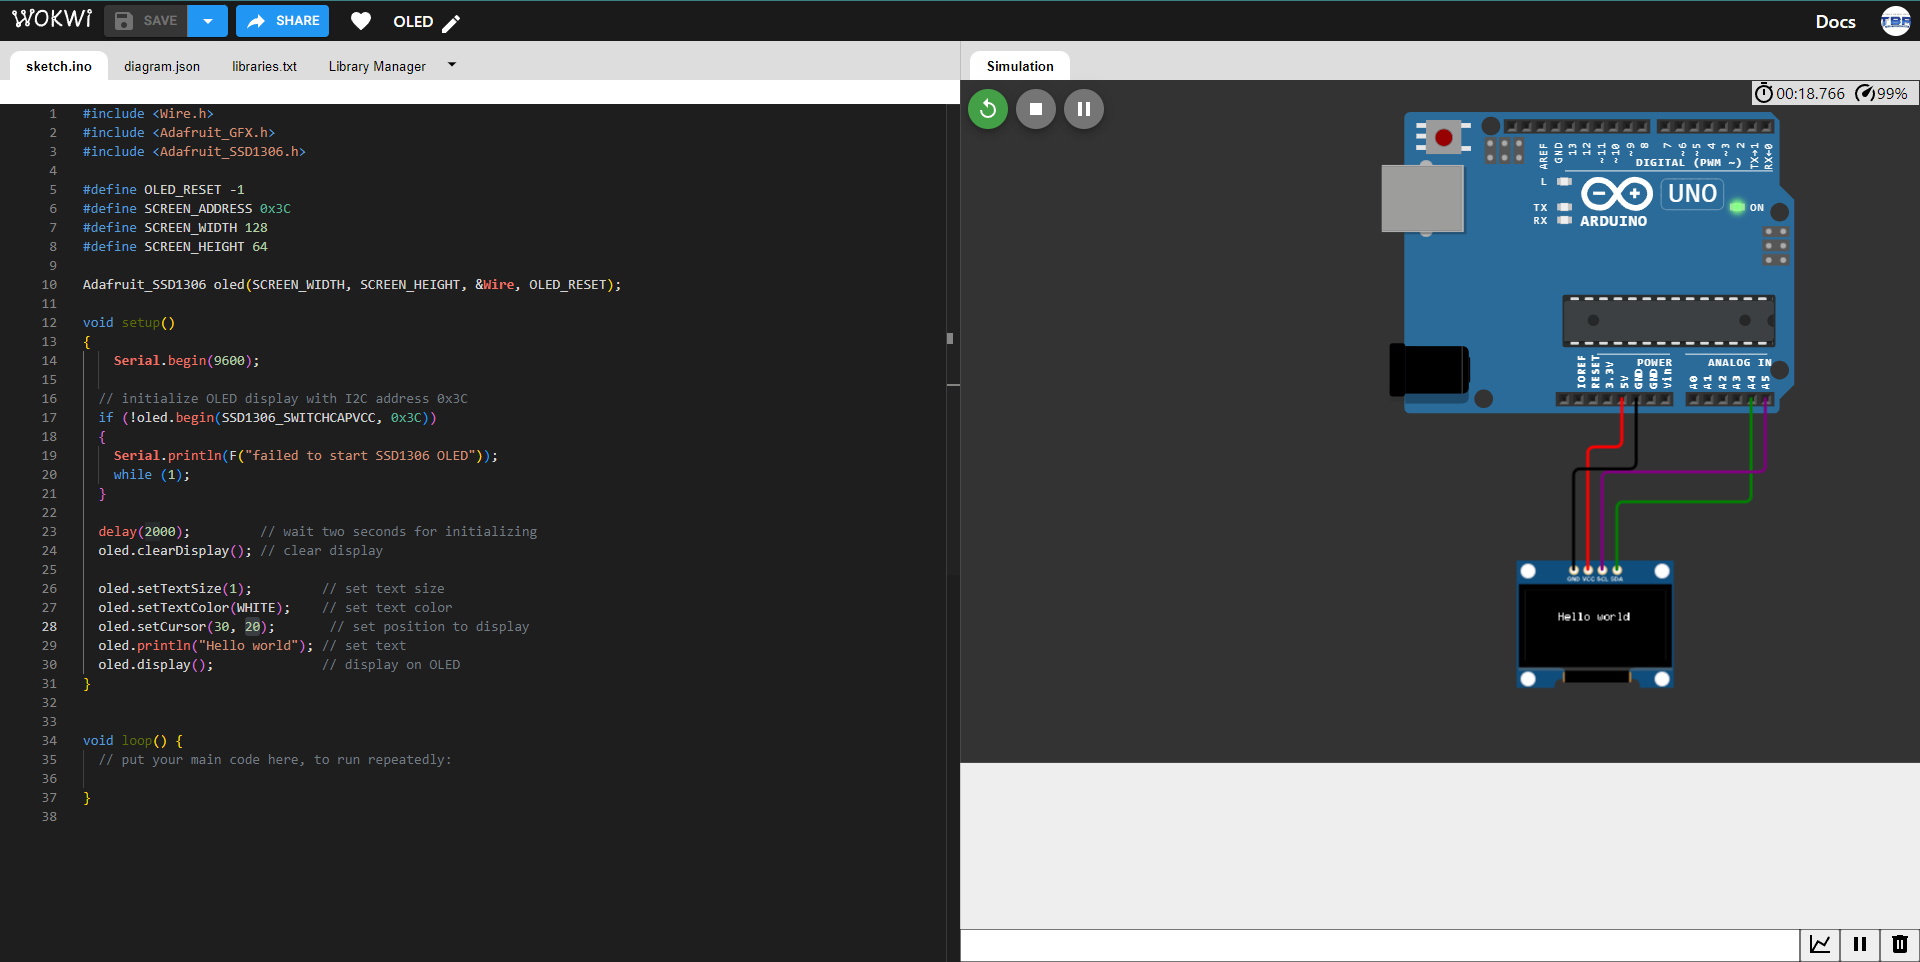 WOKWi
SAVE
SHARE
OLED
Docs
sketch.ino
diagram.json
libraries.txt
Library Manager
Simulation
00:18.766
99%
1 #include <Wire.h>
2 #include <Adafruit_GFX.h>
3 #include <Adafruit_SSD1306.h>
4
5 #define OLED_RESET -1
6 #define SCREEN_ADDRESS 0x3C
7 #define SCREEN_WIDTH 128
8 #define SCREEN_HEIGHT 64
9
10 Adafruit_SSD1306 oled(SCREEN_WIDTH, SCREEN_HEIGHT, &Wire, OLED_RESET);
11
12 void setup()
13 {
14 Serial.begin(9600);
15
16 // initialize OLED display with I2C address 0x3C
17 if (!oled.begin(SSD1306_SWITCHCAPVCC, 0x3C))
18 {
19 Serial.println(F("failed to start SSD1306 OLED"));
20 while (1);
21 }
22
23 delay(2000); // wait two seconds for initializing
24 oled.clearDisplay(); // clear display
25
26 oled.setTextSize(1); // set text size
27 oled.setTextColor(WHITE); // set text color
28 oled.setCursor(30, 20); // set position to display
29 oled.println("Hello world"); // set text
30 oled.display(); // display on OLED
31 }
32
33
34 void loop() {
35 // put your main code here, to run repeatedly:
36
37 }
38
AREF
GND
13
12
~11
~10
~9
8
7
~6
~5
4
~3
2
TX→1
RX←0
DIGITAL (PWM ~)
L
TX
RX
UNO
ON
ARDUINO
POWER
ANALOG IN
IOREF
RESET
3.3V
5V
GND
GND
Vin
A0
A1
A2
A3
A4
A5
GND VCC SCL SDA
Hello world